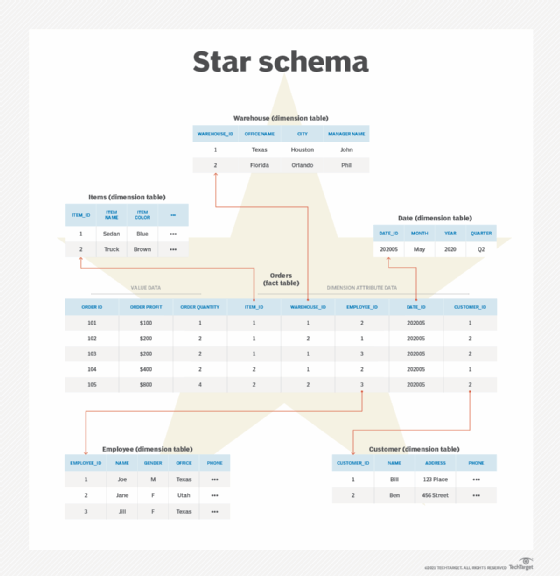 Star schema
Warehouse (dimension table)
WAREHOUSE_ID OFFICE NAME CITY MANAGER NAME
1 Texas Houston John
2 Florida Orlando Phil
Items (dimension table)
ITEM_ID ITEM NAME ITEM COLOR •••
1 Sedan Blue •••
2 Truck Brown •••
Date (dimension table)
DATE_ID MONTH YEAR QUARTER
202005 May 2020 Q2
Orders
(fact table)
VALUE DATA DIMENSION ATTRIBUTE DATA
ORDER ID ORDER PROFIT ORDER QUANTITY ITEM_ID WAREHOUSE_ID EMPLOYEE_ID DATE_ID CUSTOMER_ID
101 $100 1 1 1 2 202005 1
102 $200 2 1 2 1 202005 2
103 $200 2 1 1 3 202005 2
104 $400 2 2 1 2 202005 1
105 $800 4 2 2 3 202005 2
Employee (dimension table)
EMPLOYEE_ID NAME GENDER OFFICE PHONE
1 Joe M Texas •••
2 Jane F Utah •••
3 Jill F Texas •••
Customer (dimension table)
CUSTOMER_ID NAME ADDRESS PHONE
1 Bill 123 Place •••
2 Ben 456 Street •••
TECHTARGET. ALL RIGHTS RESERVED TechTarget